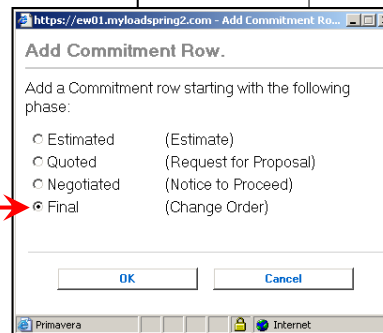 https://ew01.myloadspring2.com - Add Commitment Ro...
Add Commitment Row.
Add a Commitment row starting with the following
phase:
Estimated (Estimate)
Quoted (Request for Proposal)
Negotiated (Notice to Proceed)
Final (Change Order)
OK Cancel
Primavera Internet